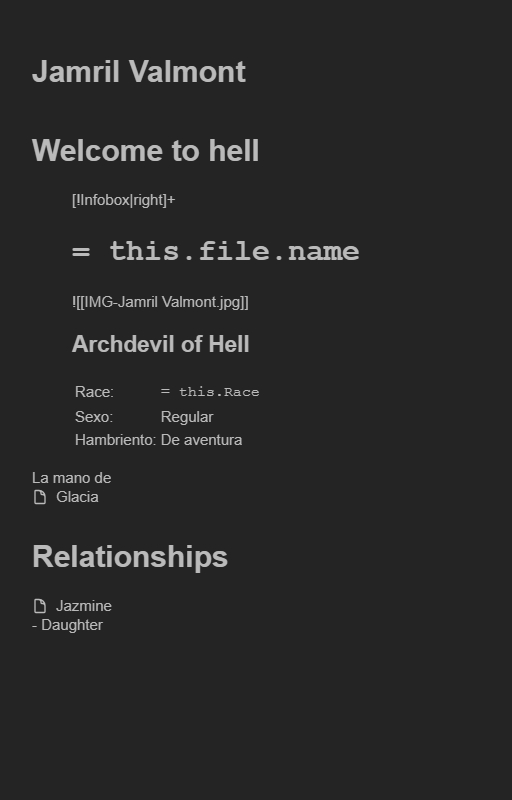 Jamril Valmont
Welcome to hell
[!Infobox|right]+
= this.file.name
![[IMG-Jamril Valmont.jpg]]
Archdevil of Hell
Race: = this.Race
Sexo: Regular
Hambriento: De aventura
La mano de
Glacia
Relationships
Jazmine
- Daughter